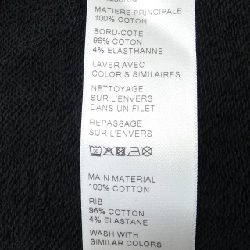 MATIERE PRINCIPALE
100% COTON
BORD-COTE
96% COTON
4% ELASTHANNE
LAVER AVEC
COLORIS SIMILAIRES
NETTOYAGE
SUR L'ENVERS
DANS UN FILET
REPASSAGE
SUR L'ENVERS
MAIN MATERIAL
100% COTTON
RIB
96% COTTON
4% ELASTANE
WASH WITH
SIMILAR COLORS